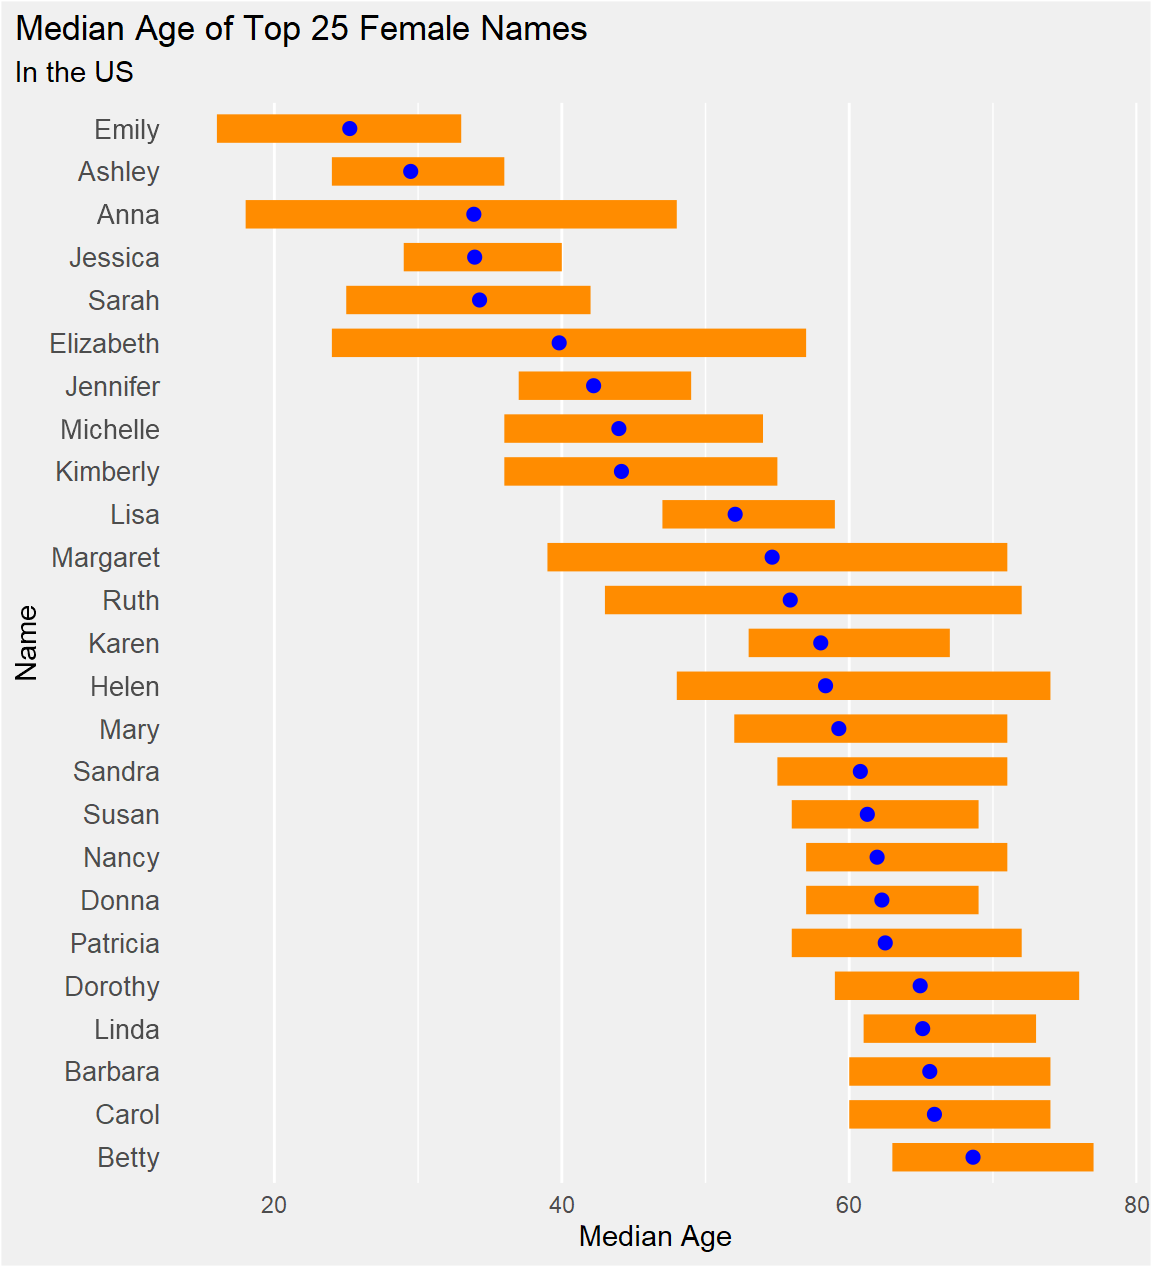 Median Age of Top 25 Female Names
In the US
Name
Emily
Ashley
Anna
Jessica
Sarah
Elizabeth
Jennifer
Michelle
Kimberly
Lisa
Margaret
Ruth
Karen
Helen
Mary
Sandra
Susan
Nancy
Donna
Patricia
Dorothy
Linda
Barbara
Carol
Betty
20 40 60 80
Median Age